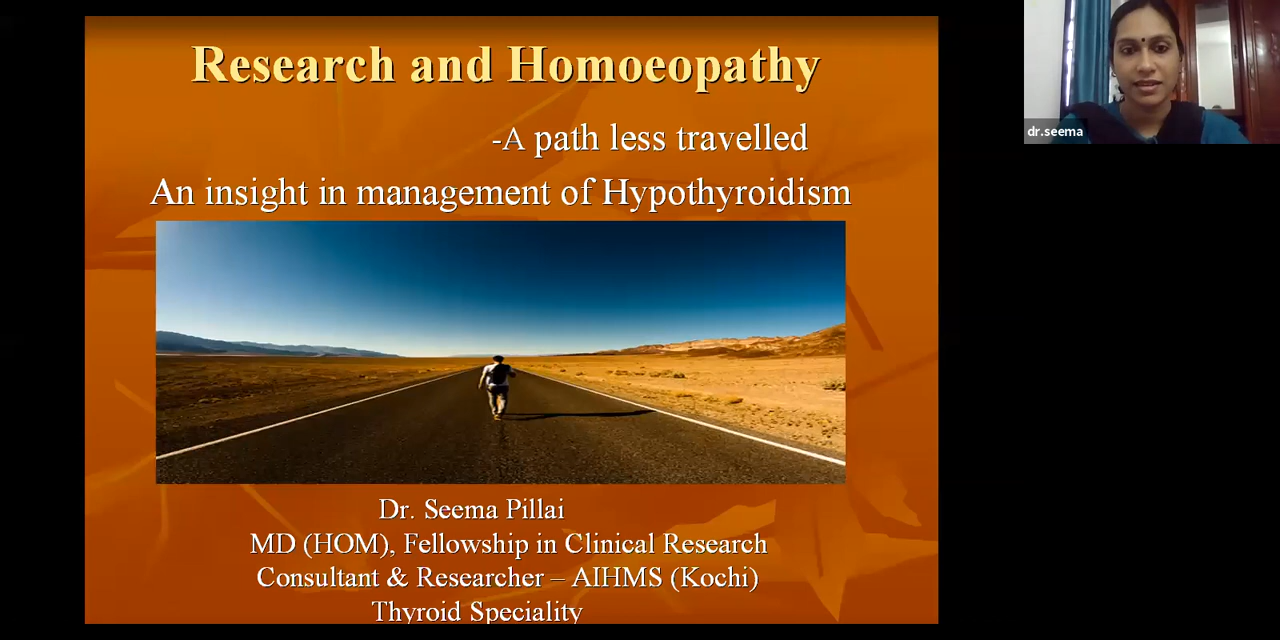 Research and Homoeopathy
-A path less travelled
An insight in management of Hypothyroidism
Dr. Seema Pillai
MD (HOM), Fellowship in Clinical Research
Consultant & Researcher – AIHMS (Kochi)
Thyroid Speciality
dr.seema